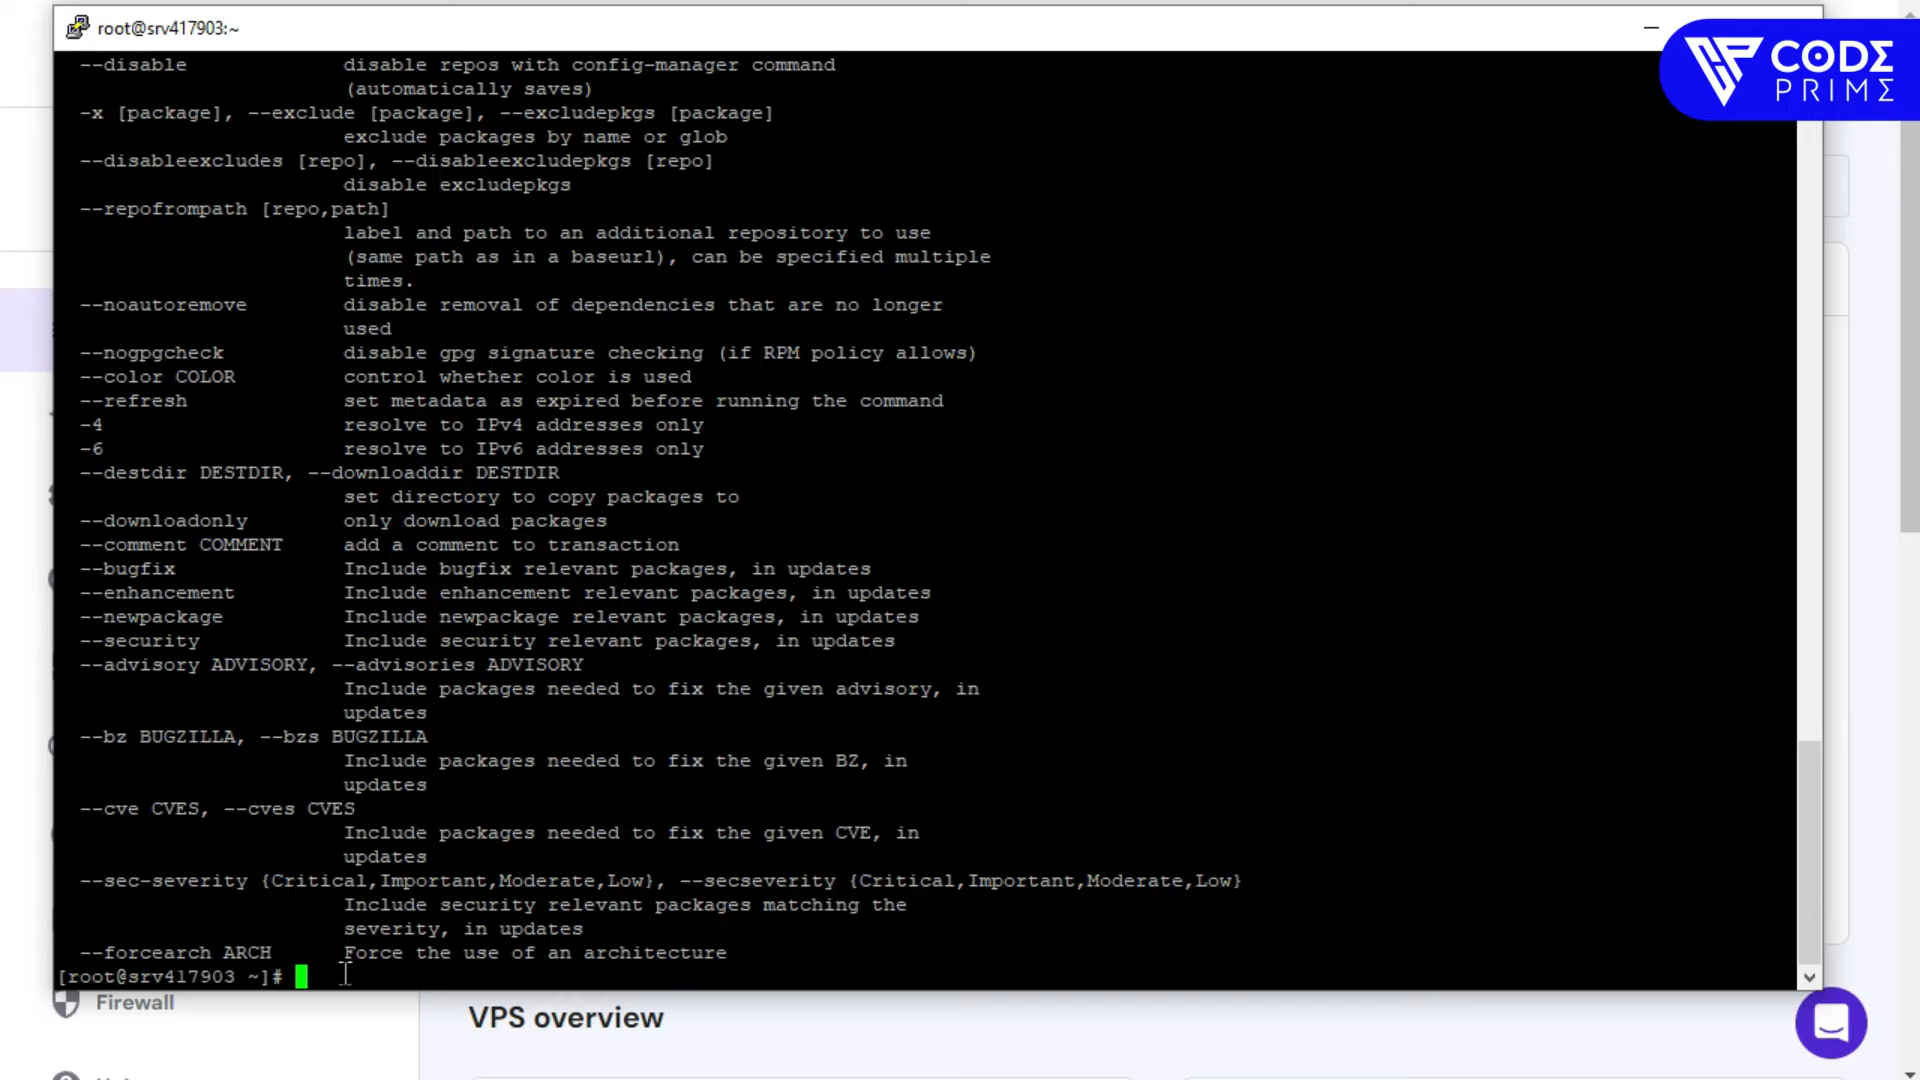 root@srv417903:~
CODE
PRIME
--disable disable repos with config-manager command
(automatically saves)
-x [package], --exclude [package], --excludepkgs [package]
exclude packages by name or glob
--disableexcludes [repo], --disableexcludepkgs [repo]
disable excludepkgs
--repofrompath [repo,path]
label and path to an additional repository to use
(same path as in a baseurl), can be specified multiple
times.
--noautoremove disable removal of dependencies that are no longer
used
--nogpgcheck disable gpg signature checking (if RPM policy allows)
--color COLOR control whether color is used
--refresh set metadata as expired before running the command
-4 resolve to IPv4 addresses only
-6 resolve to IPv6 addresses only
--destdir DESTDIR, --downloaddir DESTDIR
set directory to copy packages to
--downloadonly only download packages
--comment COMMENT add a comment to transaction
--bugfix Include bugfix relevant packages, in updates
--enhancement Include enhancement relevant packages, in updates
--newpackage Include newpackage relevant packages, in updates
--security Include security relevant packages, in updates
--advisory ADVISORY, --advisories ADVISORY
Include packages needed to fix the given advisory, in
updates
--bz BUGZILLA, --bzs BUGZILLA
Include packages needed to fix the given BZ, in
updates
--cve CVES, --cves CVES
Include packages needed to fix the given CVE, in
updates
--sec-severity {Critical,Important,Moderate,Low}, --secseverity {Critical,Important,Moderate,Low}
Include security relevant packages matching the
severity, in updates
--forcearch ARCH Force the use of an architecture
[root@srv417903 ~]#
Firewall
VPS overview